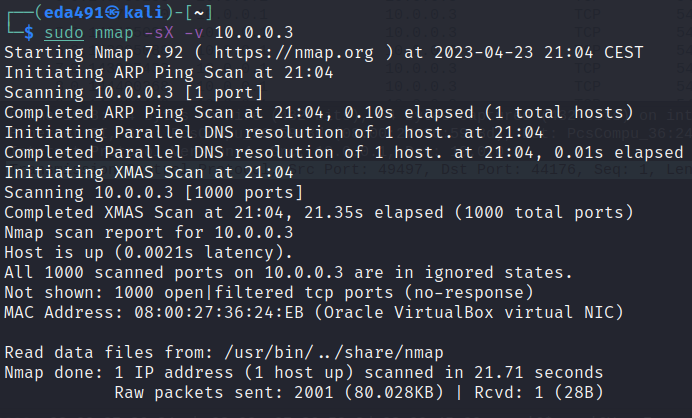 ┌──(eda491㉿kali)-[~]
└─$ sudo nmap -sX -v 10.0.0.3
Starting Nmap 7.92 ( https://nmap.org ) at 2023-04-23 21:04 CEST
Initiating ARP Ping Scan at 21:04
Scanning 10.0.0.3 [1 port]
Completed ARP Ping Scan at 21:04, 0.10s elapsed (1 total hosts)
Initiating Parallel DNS resolution of 1 host. at 21:04
Completed Parallel DNS resolution of 1 host. at 21:04, 0.01s elapsed
Initiating XMAS Scan at 21:04
Scanning 10.0.0.3 [1000 ports]
Completed XMAS Scan at 21:04, 21.35s elapsed (1000 total ports)
Nmap scan report for 10.0.0.3
Host is up (0.0021s latency).
All 1000 scanned ports on 10.0.0.3 are in ignored states.
Not shown: 1000 open|filtered tcp ports (no-response)
MAC Address: 08:00:27:36:24:EB (Oracle VirtualBox virtual NIC)
Read data files from: /usr/bin/../share/nmap
Nmap done: 1 IP address (1 host up) scanned in 21.71 seconds
Raw packets sent: 2001 (80.028KB) | Rcvd: 1 (28B)